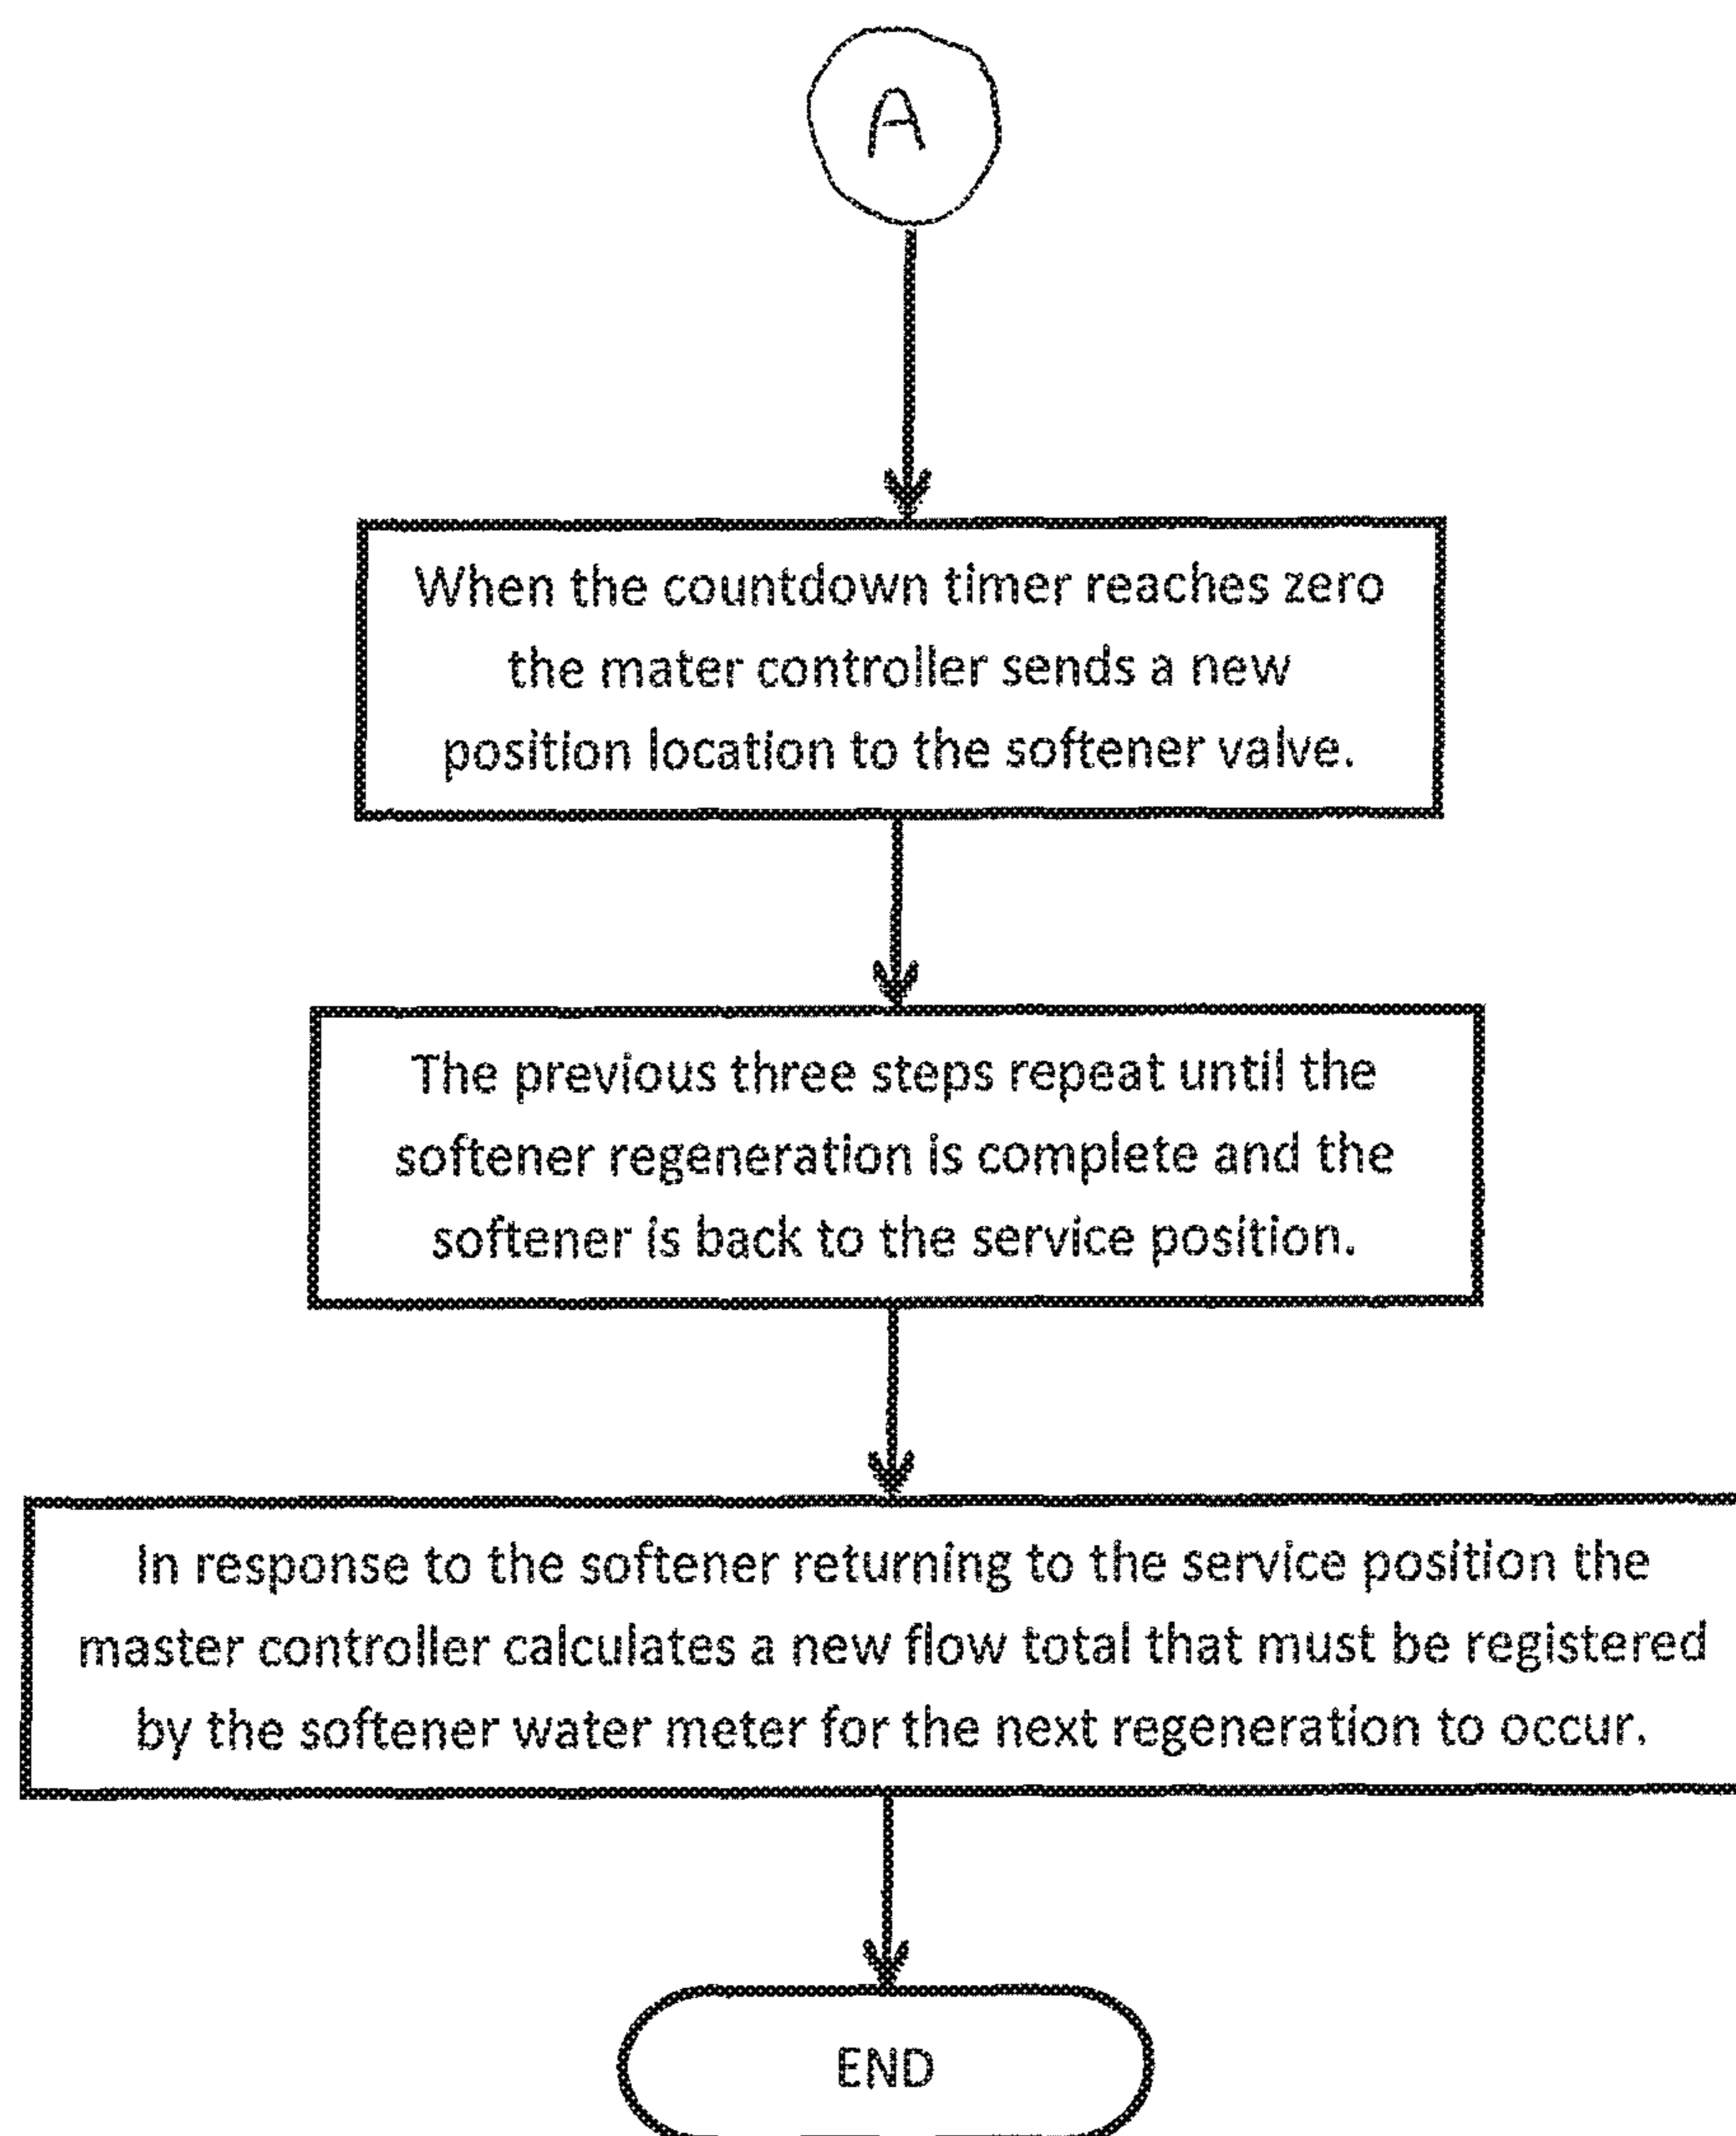 A
When the countdown timer reaches zero
the mater controller sends a new
position location to the softener valve.
The previous three steps repeat until the
softener regeneration is complete and the
softener is back to the service position.
In response to the softener returning to the service position the
master controller calculates a new flow total that must be registered
by the softener water meter for the next regeneration to occur.
END